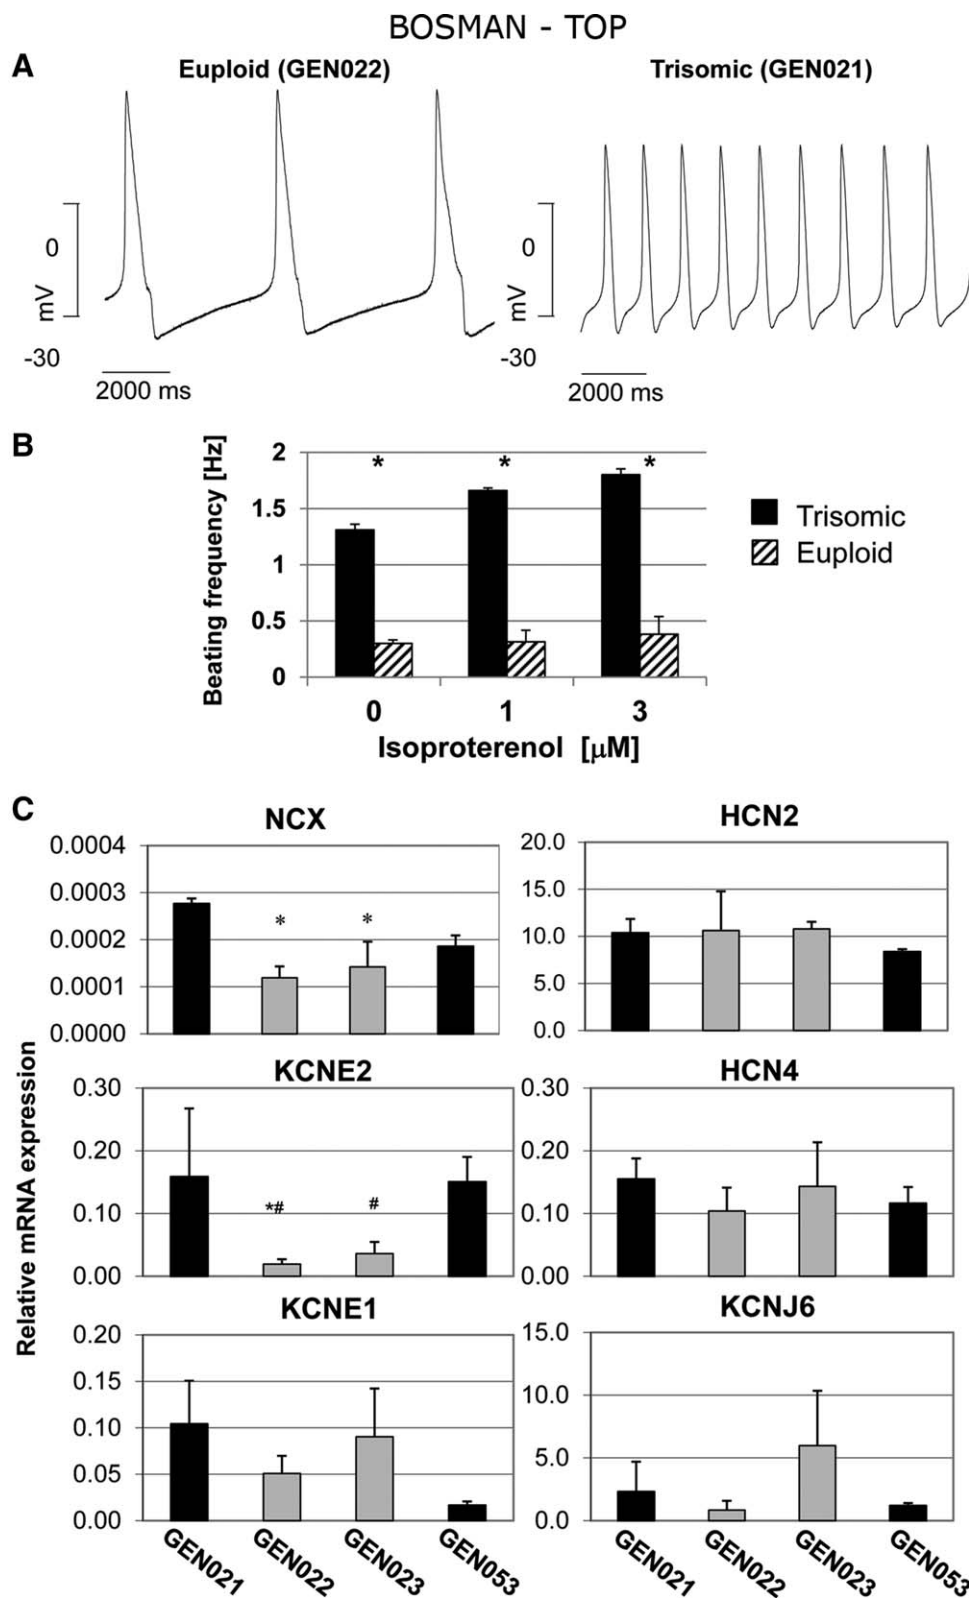 BOSMAN - TOP
A
Euploid (GEN022)
Trisomic (GEN021)
0
mV
-30
2000 ms
0
mV
-30
2000 ms
B
Beating frequency [Hz]
2
1.5
1
0.5
0
* * *
0 1 3
Isoproterenol [μM]
Trisomic
Euploid
C
Relative mRNA expression
NCX
0.0004
0.0003
0.0002
0.0001
0.0000
* *
HCN2
20.0
15.0
10.0
5.0
0.0
KCNE2
0.30
0.20
0.10
0.00
*# #
HCN4
0.30
0.20
0.10
0.00
KCNE1
0.20
0.15
0.10
0.05
0.00
GEN021 GEN022 GEN023 GEN053
KCNJ6
15.0
10.0
5.0
0.0
GEN021 GEN022 GEN023 GEN053